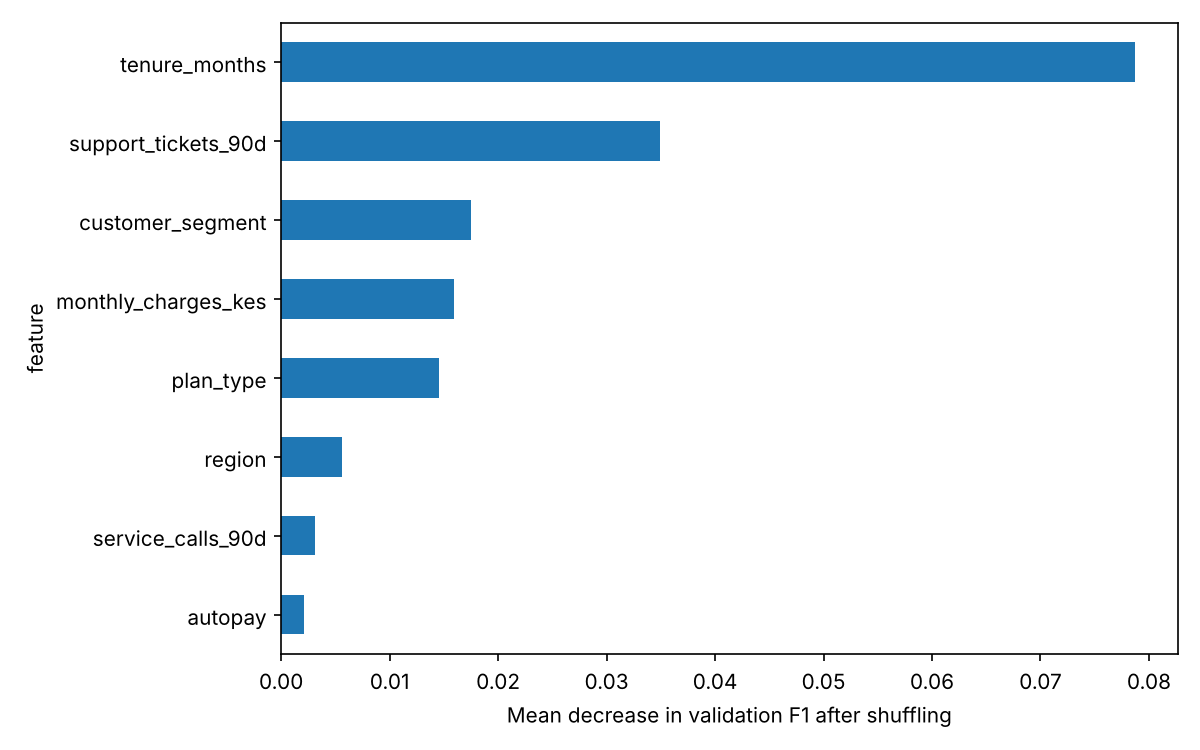 tenure_months
support_tickets_90d
customer_segment
monthly_charges_kes
plan_type
region
service_calls_90d
autopay
feature
0.00 0.01 0.02 0.03 0.04 0.05 0.06 0.07 0.08
Mean decrease in validation F1 after shuffling